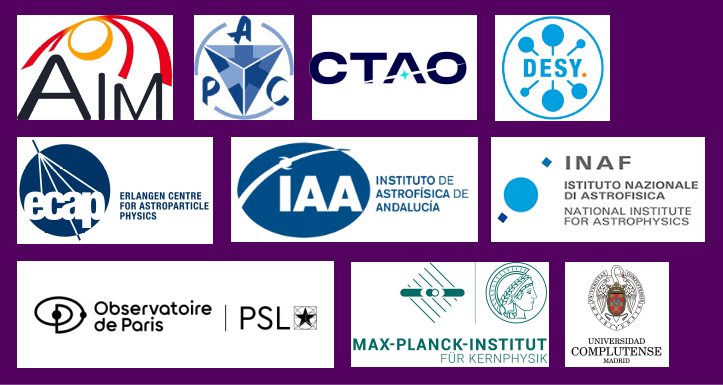 AIM
A
P C
CTAO
DESY.
ecap
ERLANGEN CENTRE
FOR ASTROPARTICLE
PHYSICS
IAA
INSTITUTO DE
ASTROFÍSICA DE
ANDALUCÍA
INAF
ISTITUTO NAZIONALE
DI ASTROFISICA
NATIONAL INSTITUTE
FOR ASTROPHYSICS
Observatoire
de Paris
PSL
MAX-PLANCK-INSTITUT
FÜR KERNPHYSIK
UNIVERSIDAD
COMPLUTENSE
MADRID